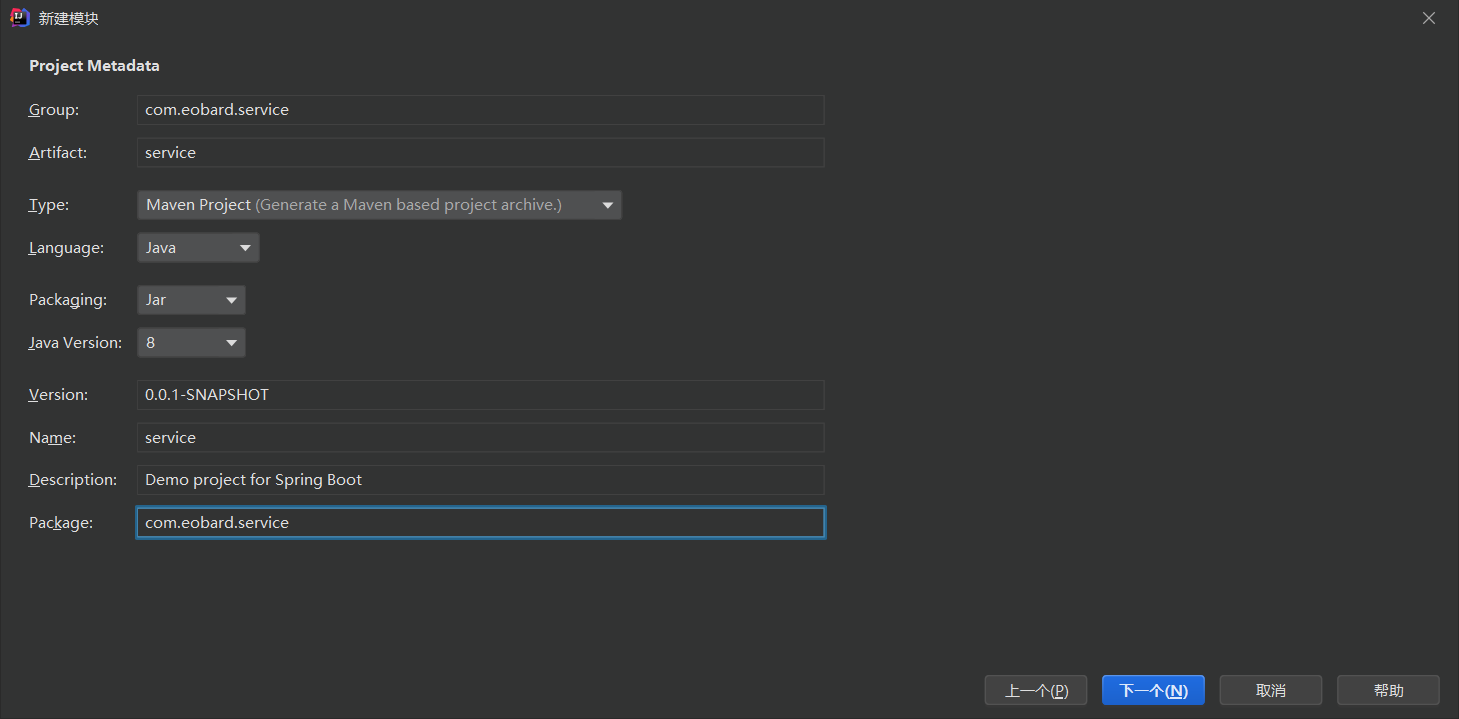 新建模块
Project Metadata
Group: com.eobard.service
Artifact: service
Type: Maven Project (Generate a Maven based project archive.)
Language: Java
Packaging: Jar
Java Version: 8
Version: 0.0.1-SNAPSHOT
Name: service
Description: Demo project for Spring Boot
Package: com.eobard.service
上一个(P) 下一个(N) 取消 帮助